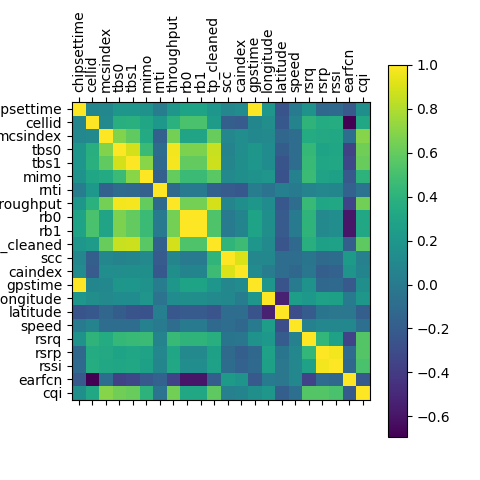 chipsettime
cellid
mcsindex
tbs0
tbs1
mimo
mti
throughput
rb0
rb1
tp_cleaned
scc
caindex
gpstime
longitude
latitude
speed
rsrq
rsrp
rssi
earfcn
cqi
ipsettime
cellid
mcsindex
tbs0
tbs1
mimo
mti
roughput
rb0
rb1
_cleaned
scc
caindex
gpstime
ongitude
latitude
speed
rsrq
rsrp
rssi
earfcn
cqi
1.0
0.8
0.6
0.4
0.2
0.0
−0.2
−0.4
−0.6